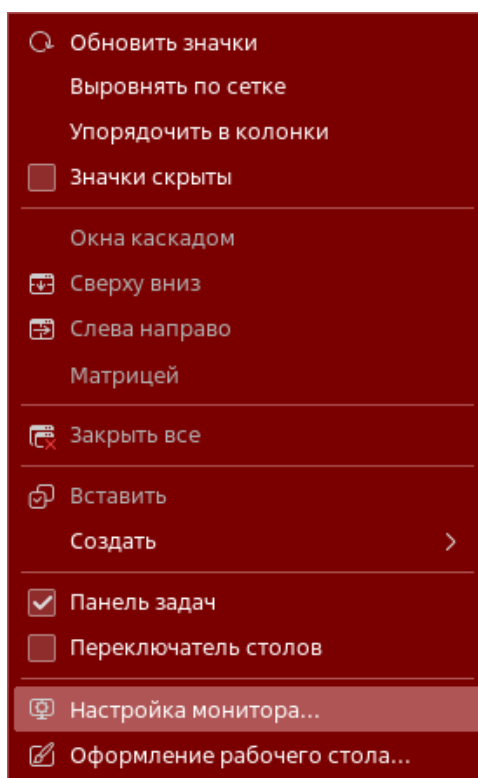 Обновить значки
Выровнять по сетке
Упорядочить в колонки
Значки скрыты
Окна каскадом
Сверху вниз
Слева направо
Матрицей
Закрыть все
Вставить
Создать
Панель задач
Переключатель столов
Настройка монитора...
Оформление рабочего стола...